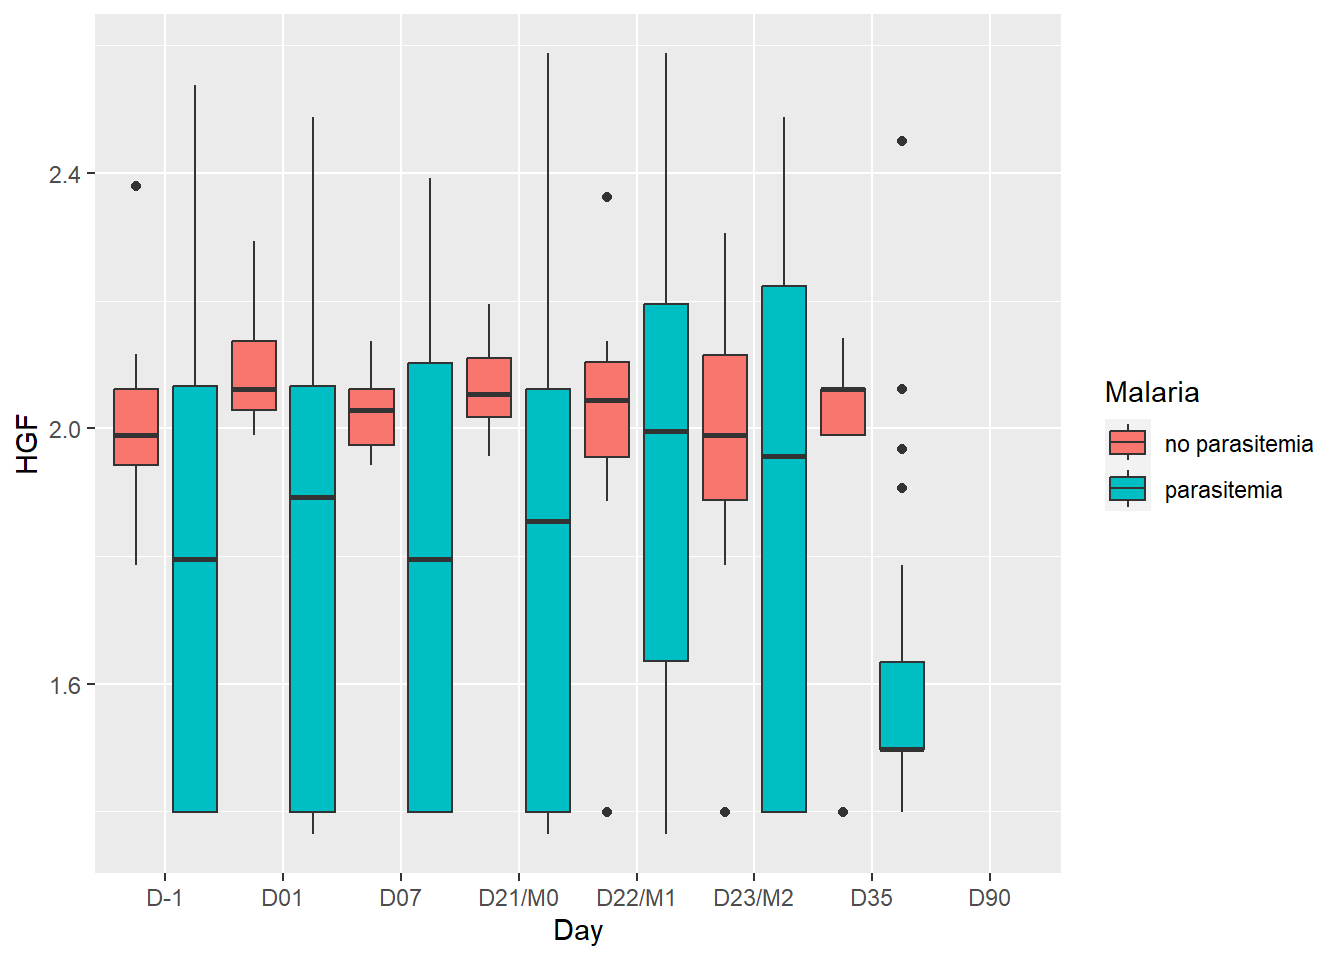 HGF
2.4
2.0
1.6
D-1 D01 D07 D21/M0 D22/M1 D23/M2 D35 D90
Day
Malaria
no parasitemia
parasitemia